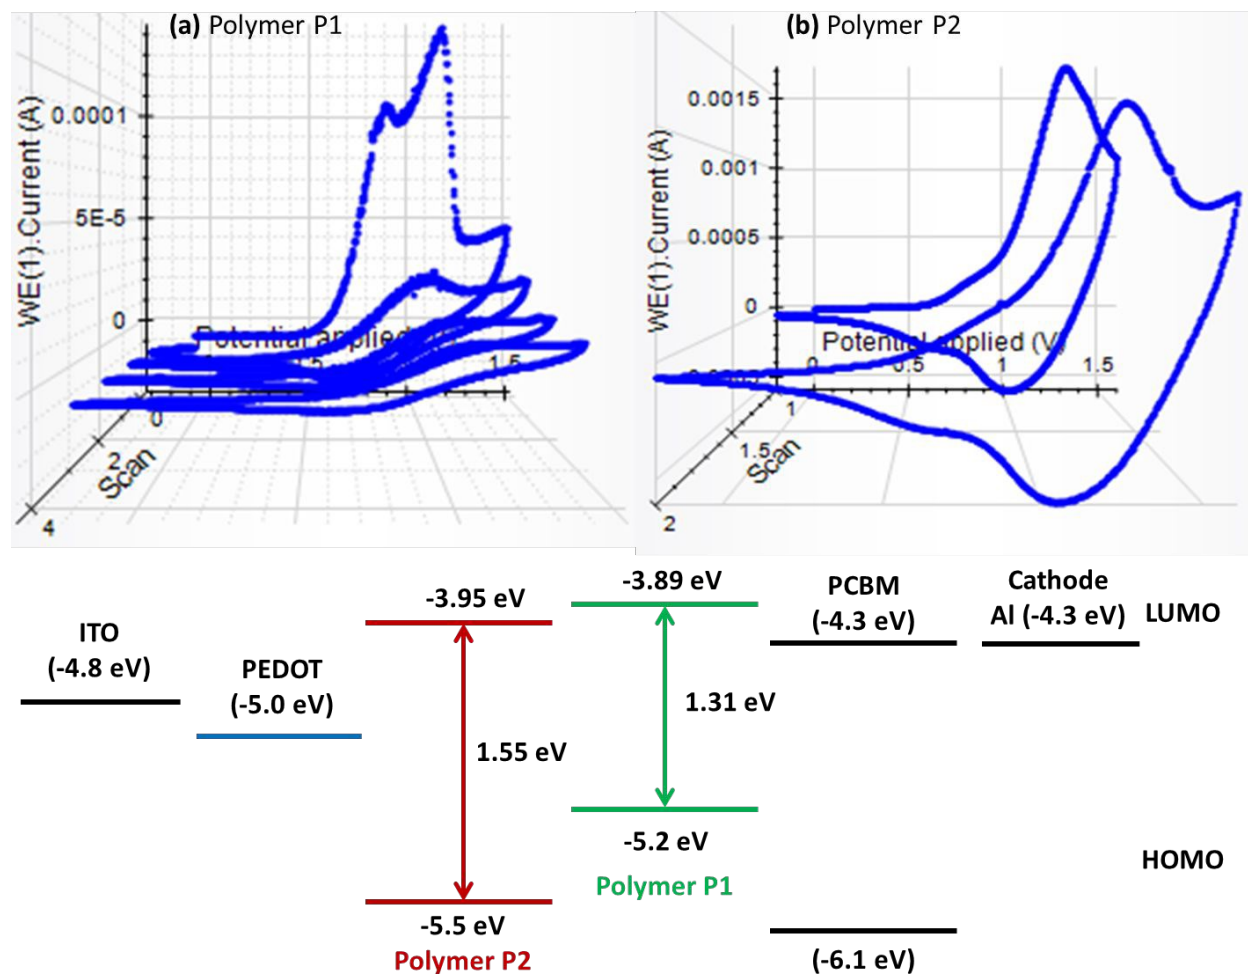 (a) Polymer P1
WE(1).Current (A)
0.0001
5E-5
0
Potential applied
1.5
0
2
4
Scan
(b) Polymer P2
WE(1).Current (A)
0.0015
0.001
0.0005
0
Potential applied (V)
0
0.5
1
1.5
1
1.5
2
Scan
ITO
(-4.8 eV)
PEDOT
(-5.0 eV)
-3.95 eV
1.55 eV
-5.5 eV
Polymer P2
-3.89 eV
1.31 eV
-5.2 eV
Polymer P1
PCBM
(-4.3 eV)
(-6.1 eV)
Cathode
Al (-4.3 eV)
LUMO
HOMO